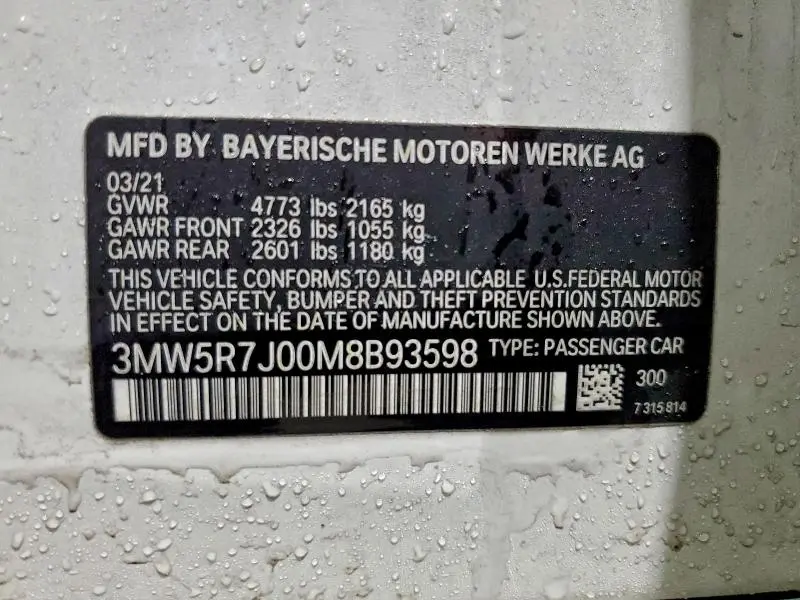 MFD BY BAYERISCHE MOTOREN WERKE AG
03/21
GVWR 4773 lbs 2165 kg
GAWR FRONT 2326 lbs 1055 kg
GAWR REAR 2601 lbs 1180 kg
THIS VEHICLE CONFORMS TO ALL APPLICABLE U.S.FEDERAL MOTOR
VEHICLE SAFETY, BUMPER AND THEFT PREVENTION STANDARDS
IN EFFECT ON THE DATE OF MANUFACTURE SHOWN ABOVE.
3MW5R7J00M8B93598 TYPE: PASSENGER CAR
300
7 315 814